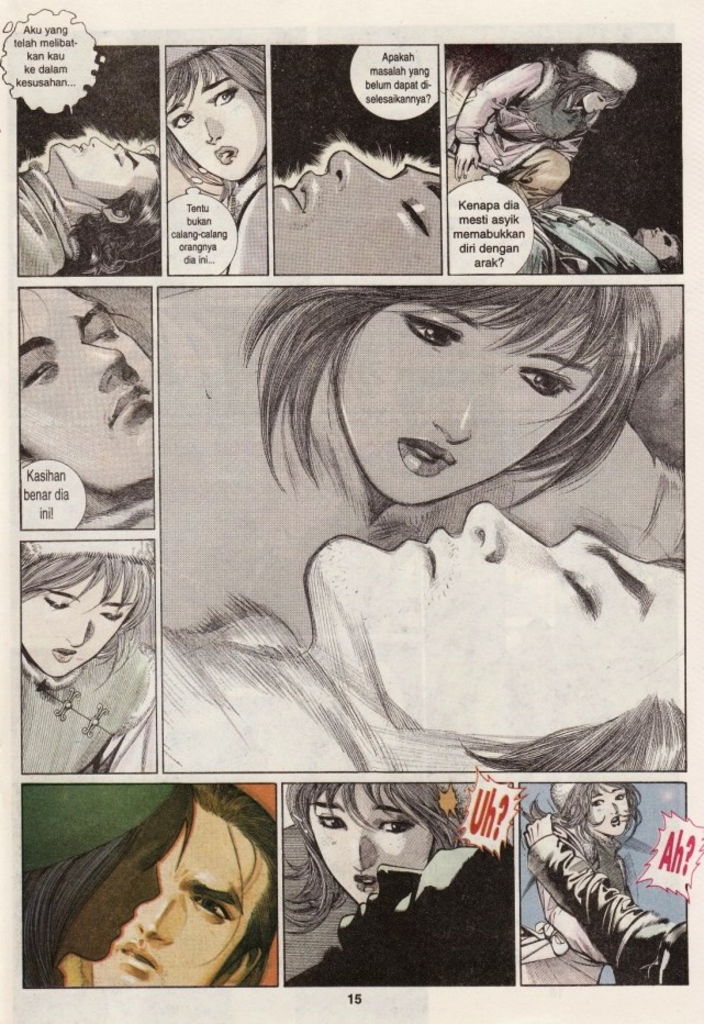 Aku yang
telah melibat-
kan kau
ke dalam
kesusahan...
Tentu
bukan
calang-calang
orangnya
dia ini...
Apakah
masalah yang
belum dapat di-
selesaikannya?
Kenapa dia
mesti asyik
memabukkan
diri dengan
arak?
Kasihan
benar dia
ini!
Uh?
Ah?
15